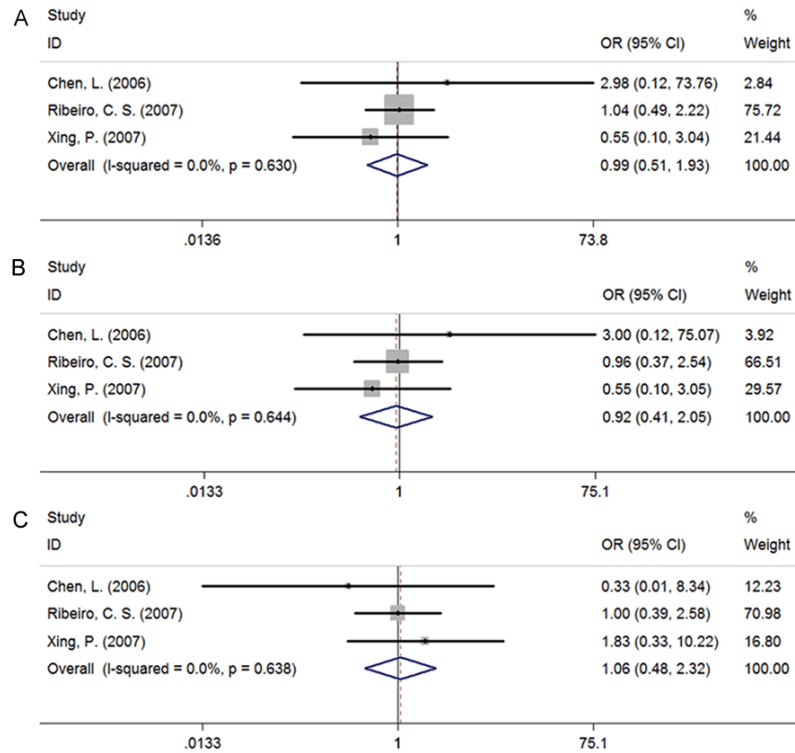 A
Study %
ID OR (95% CI) Weight
Chen, L. (2006) 2.98 (0.12, 73.76) 2.84
Ribeiro, C. S. (2007) 1.04 (0.49, 2.22) 75.72
Xing, P. (2007) 0.55 (0.10, 3.04) 21.44
Overall (I-squared = 0.0%, p = 0.630) 0.99 (0.51, 1.93) 100.00
.0136 1 73.8
B
Study %
ID OR (95% CI) Weight
Chen, L. (2006) 3.00 (0.12, 75.07) 3.92
Ribeiro, C. S. (2007) 0.96 (0.37, 2.54) 66.51
Xing, P. (2007) 0.55 (0.10, 3.05) 29.57
Overall (I-squared = 0.0%, p = 0.644) 0.92 (0.41, 2.05) 100.00
.0133 1 75.1
C
Study %
ID OR (95% CI) Weight
Chen, L. (2006) 0.33 (0.01, 8.34) 12.23
Ribeiro, C. S. (2007) 1.00 (0.39, 2.58) 70.98
Xing, P. (2007) 1.83 (0.33, 10.22) 16.80
Overall (I-squared = 0.0%, p = 0.638) 1.06 (0.48, 2.32) 100.00
.0133 1 75.1